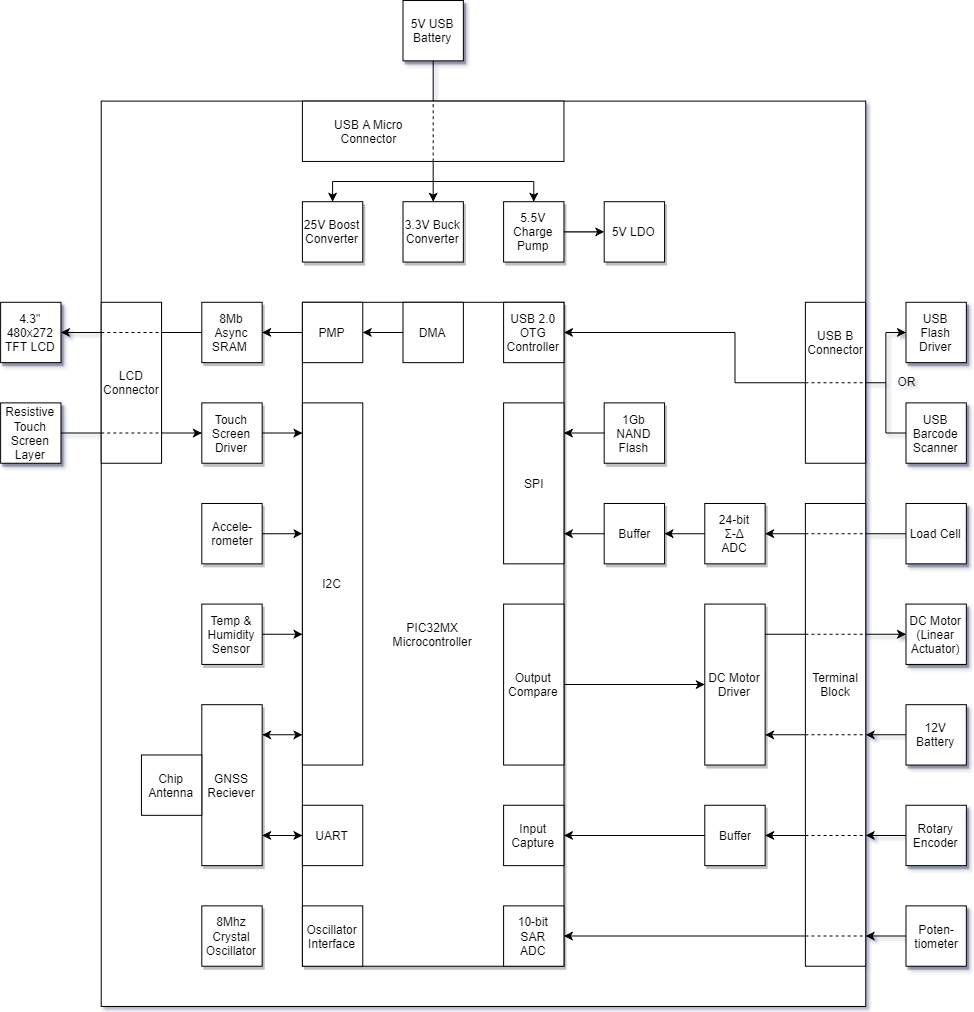 5V USB
Battery
USB A Micro
Connector
25V Boost
Converter
3.3V Buck
Converter
5.5V
Charge
Pump
5V LDO
4.3"
480x272
TFT LCD
LCD
Connector
8Mb
Async
SRAM
PMP
DMA
USB 2.0
OTG
Controller
USB B
Connector
USB
Flash
Driver
OR
Resistive
Touch
Screen
Layer
Touch
Screen
Driver
1Gb
NAND
Flash
USB
Barcode
Scanner
SPI
Accele-
rometer
Buffer
24-bit
Σ-Δ
ADC
Load Cell
I2C
Temp &
Humidity
Sensor
PIC32MX
Microcontroller
Output
Compare
DC Motor
Driver
Terminal
Block
DC Motor
(Linear
Actuator)
12V
Battery
Chip
Antenna
GNSS
Reciever
UART
Input
Capture
Buffer
Rotary
Encoder
8Mhz
Crystal
Oscillator
Oscillator
Interface
10-bit
SAR
ADC
Poten-
tiometer